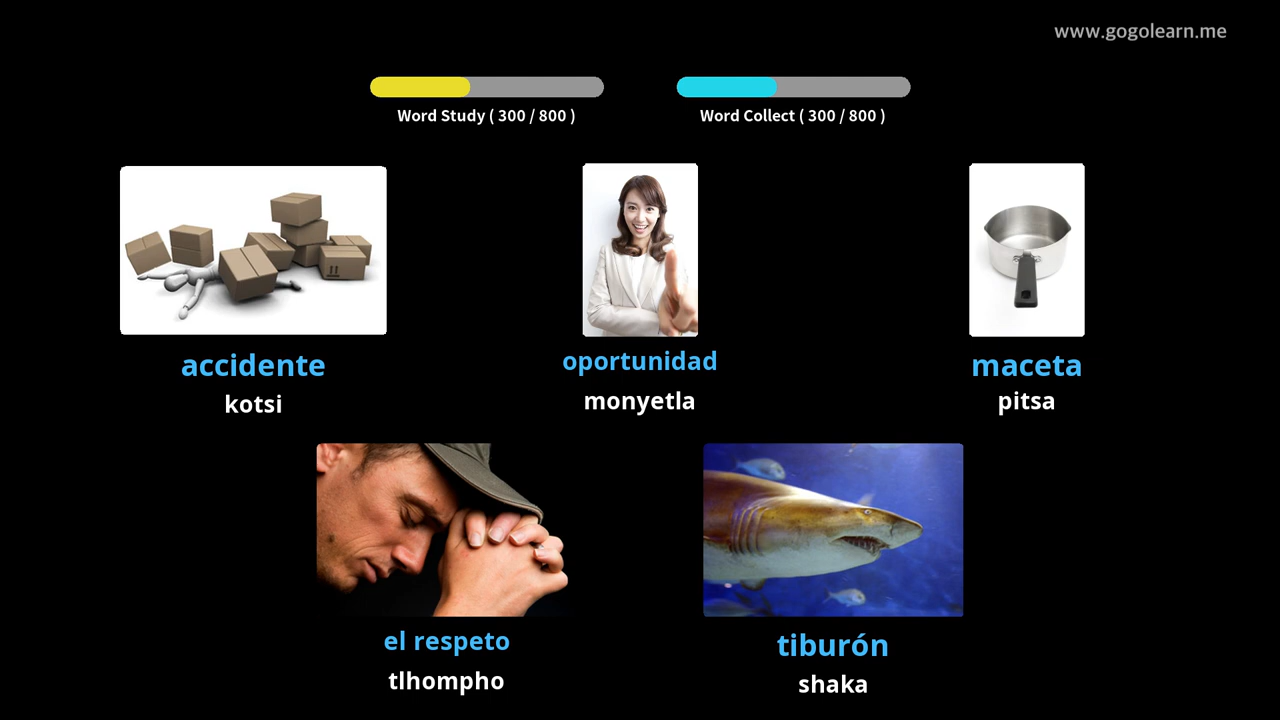 www.gogolearn.me
Word Study ( 300 / 800 )
Word Collect ( 300 / 800 )
accidente
kotsi
oportunidad
monyetla
maceta
pitsa
el respeto
tlhompho
tiburón
shaka